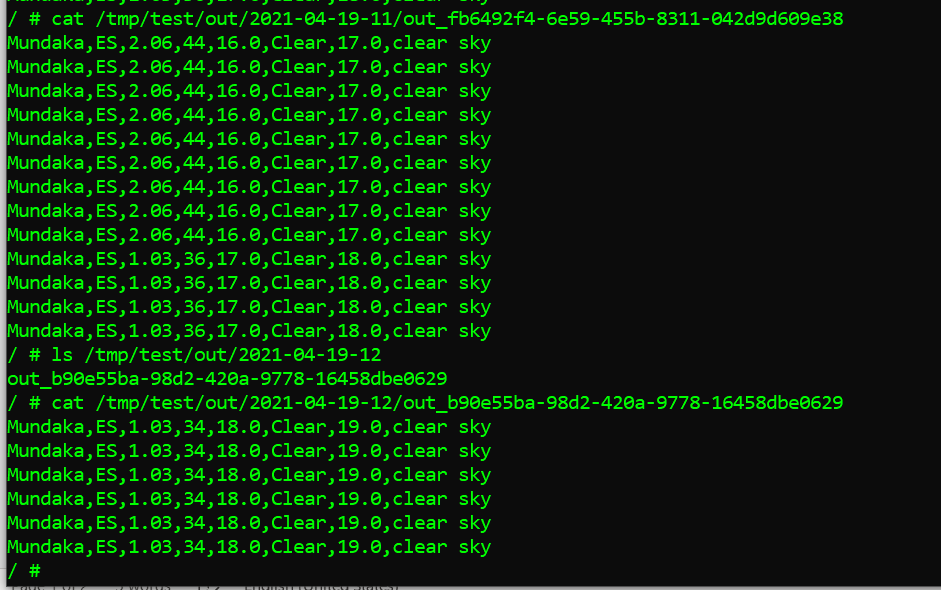 / # cat /tmp/test/out/2021-04-19-11/out_fb6492f4-6e59-455b-8311-042d9d609e38
Mundaka,ES,2.06,44,16.0,Clear,17.0,clear sky
Mundaka,ES,2.06,44,16.0,Clear,17.0,clear sky
Mundaka,ES,2.06,44,16.0,Clear,17.0,clear sky
Mundaka,ES,2.06,44,16.0,Clear,17.0,clear sky
Mundaka,ES,2.06,44,16.0,Clear,17.0,clear sky
Mundaka,ES,2.06,44,16.0,Clear,17.0,clear sky
Mundaka,ES,2.06,44,16.0,Clear,17.0,clear sky
Mundaka,ES,2.06,44,16.0,Clear,17.0,clear sky
Mundaka,ES,2.06,44,16.0,Clear,17.0,clear sky
Mundaka,ES,1.03,36,17.0,Clear,18.0,clear sky
Mundaka,ES,1.03,36,17.0,Clear,18.0,clear sky
Mundaka,ES,1.03,36,17.0,Clear,18.0,clear sky
Mundaka,ES,1.03,36,17.0,Clear,18.0,clear sky
/ # ls /tmp/test/out/2021-04-19-12
out_b90e55ba-98d2-420a-9778-16458dbe0629
/ # cat /tmp/test/out/2021-04-19-12/out_b90e55ba-98d2-420a-9778-16458dbe0629
Mundaka,ES,1.03,34,18.0,Clear,19.0,clear sky
Mundaka,ES,1.03,34,18.0,Clear,19.0,clear sky
Mundaka,ES,1.03,34,18.0,Clear,19.0,clear sky
Mundaka,ES,1.03,34,18.0,Clear,19.0,clear sky
Mundaka,ES,1.03,34,18.0,Clear,19.0,clear sky
Mundaka,ES,1.03,34,18.0,Clear,19.0,clear sky
/ #